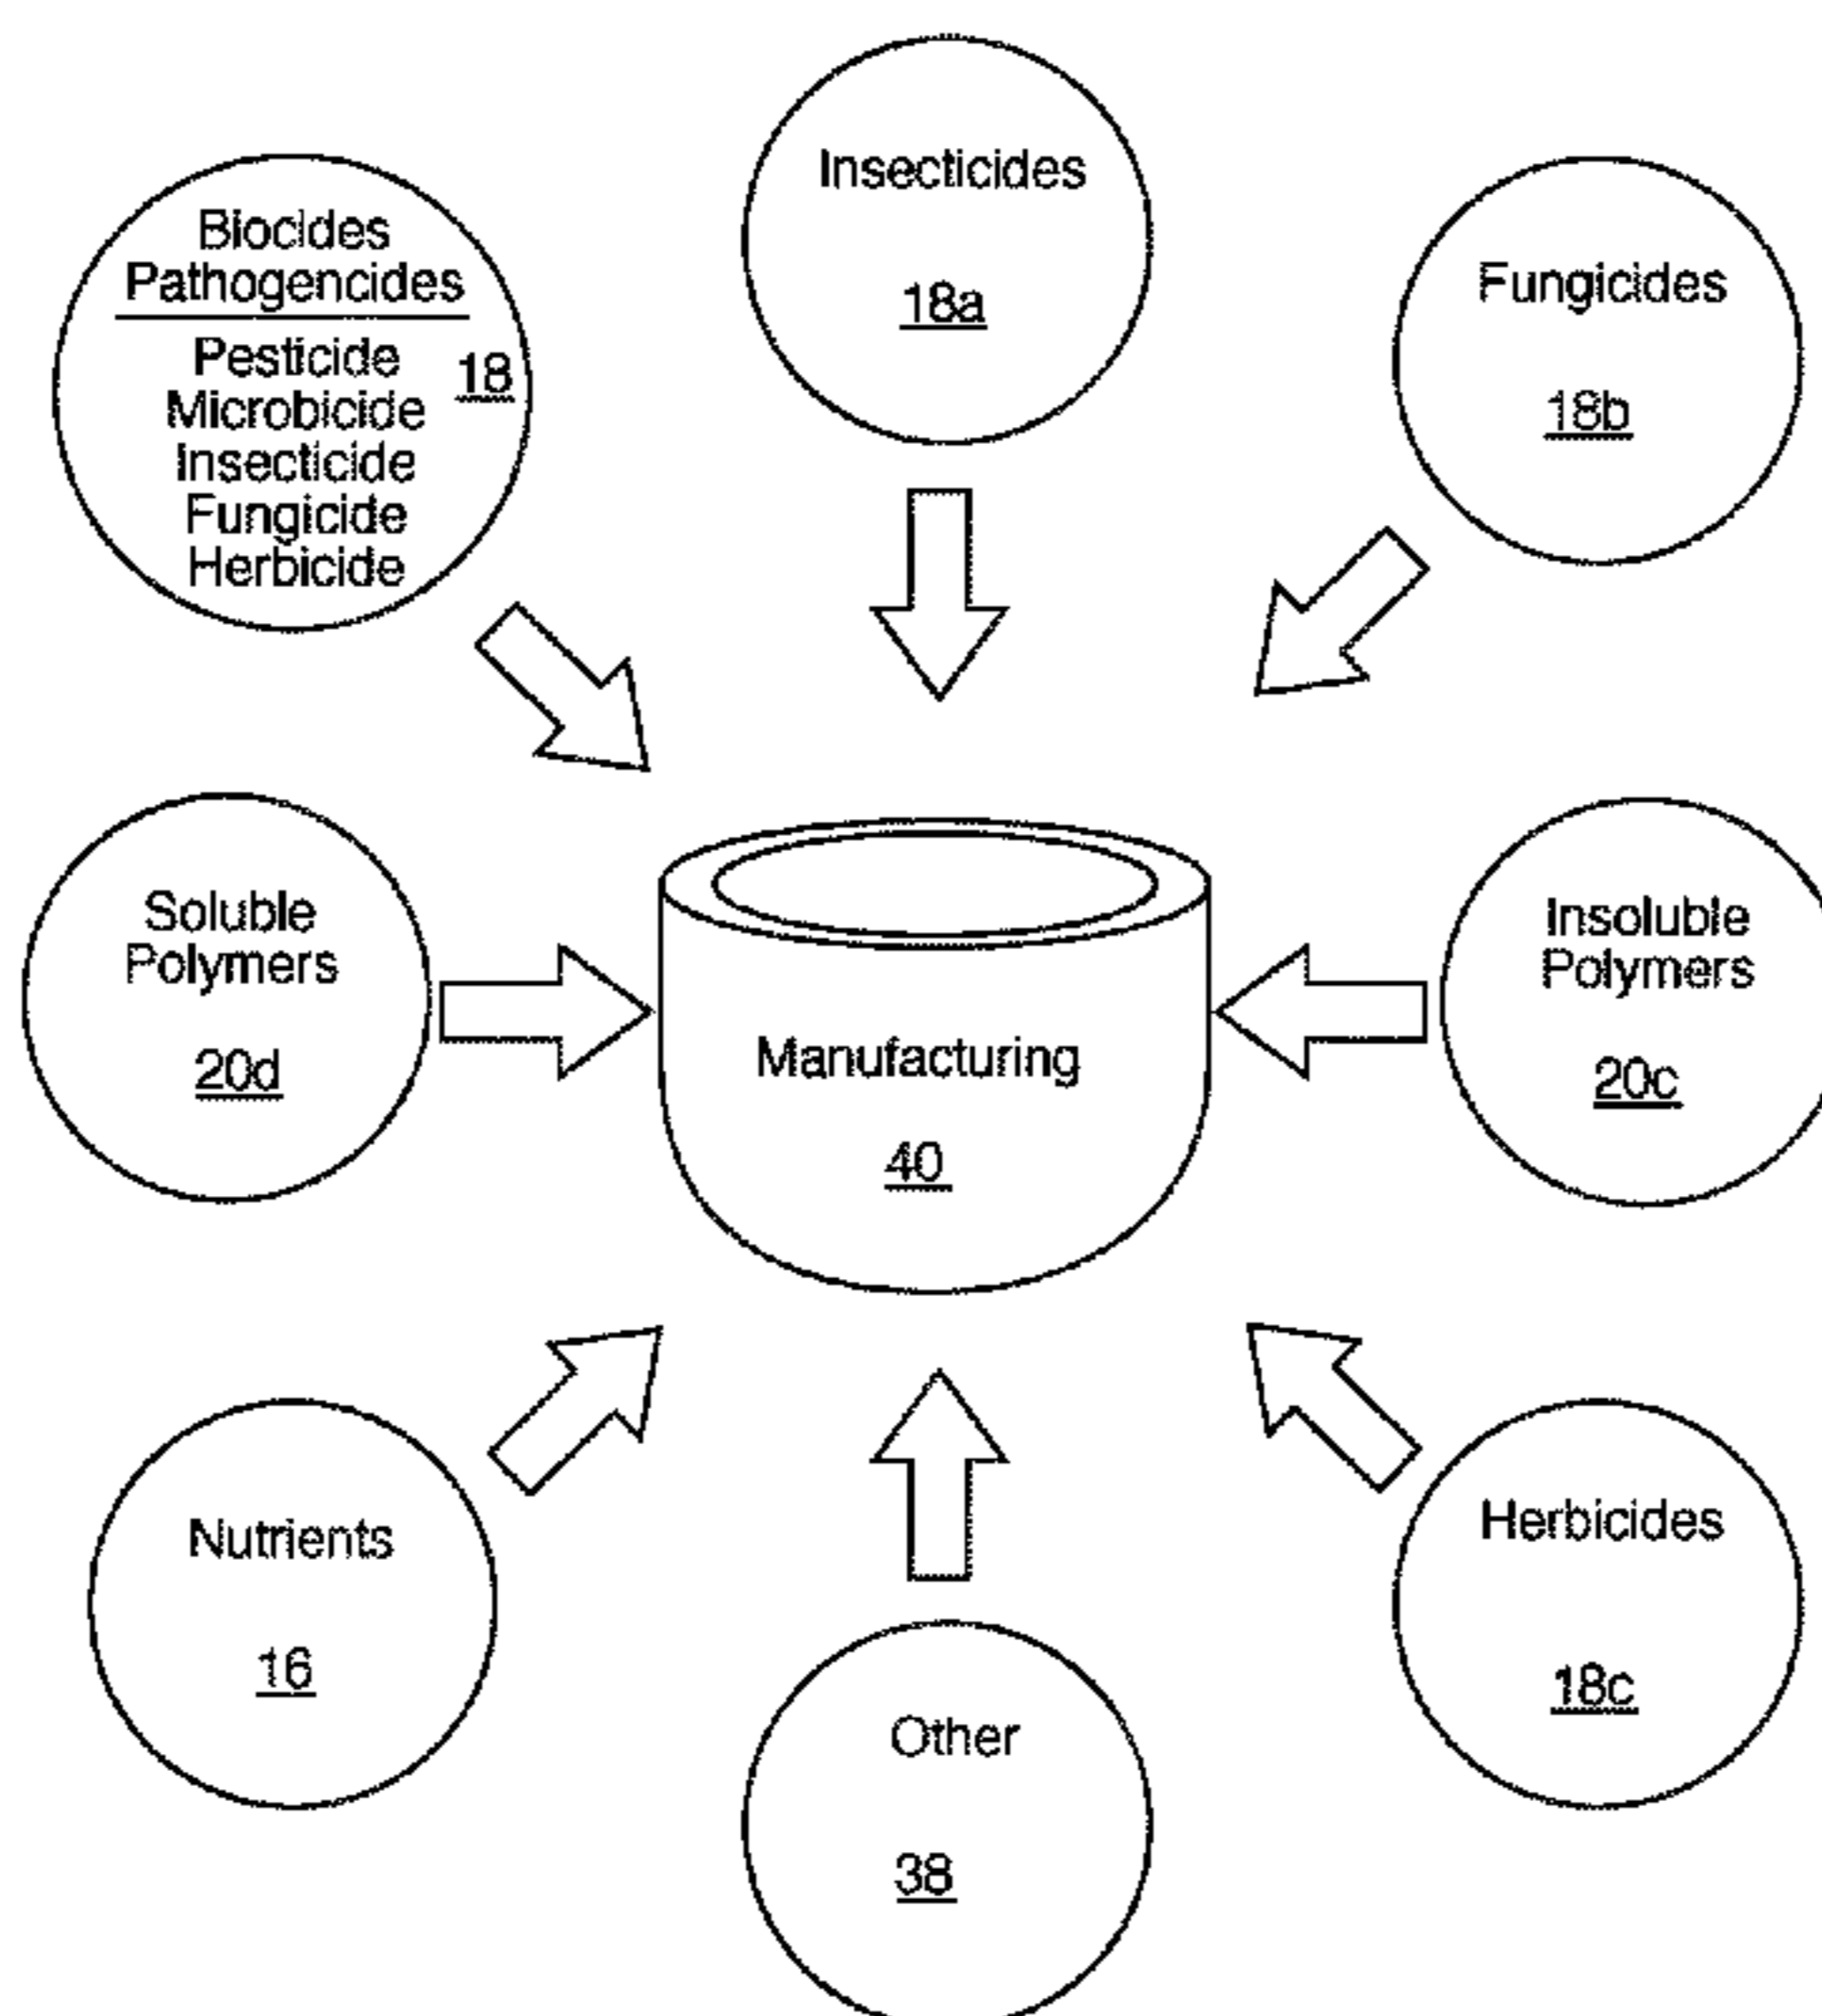 Insecticides
18a
Biocides
Pathogencides
Pesticide
18
Microbicide
Insecticide
Fungicide
Herbicide
Fungicides
18b
Soluble
Polymers
20d
Manufacturing
40
Insoluble
Polymers
20c
Nutrients
16
Other
38
Herbicides
18c